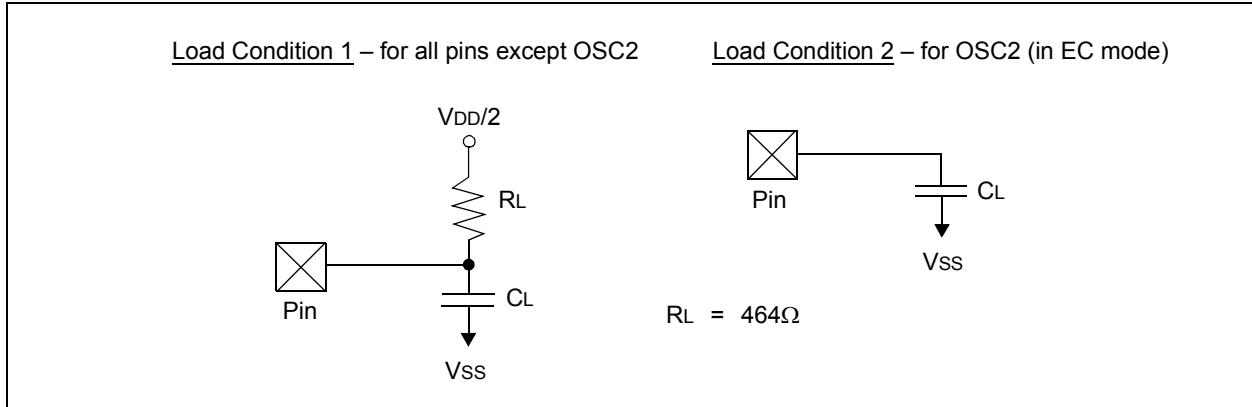 Load Condition 1 – for all pins except OSC2
VDD/2
RL
Pin
CL
VSS
Load Condition 2 – for OSC2 (in EC mode)
Pin
CL
VSS
RL = 464Ω